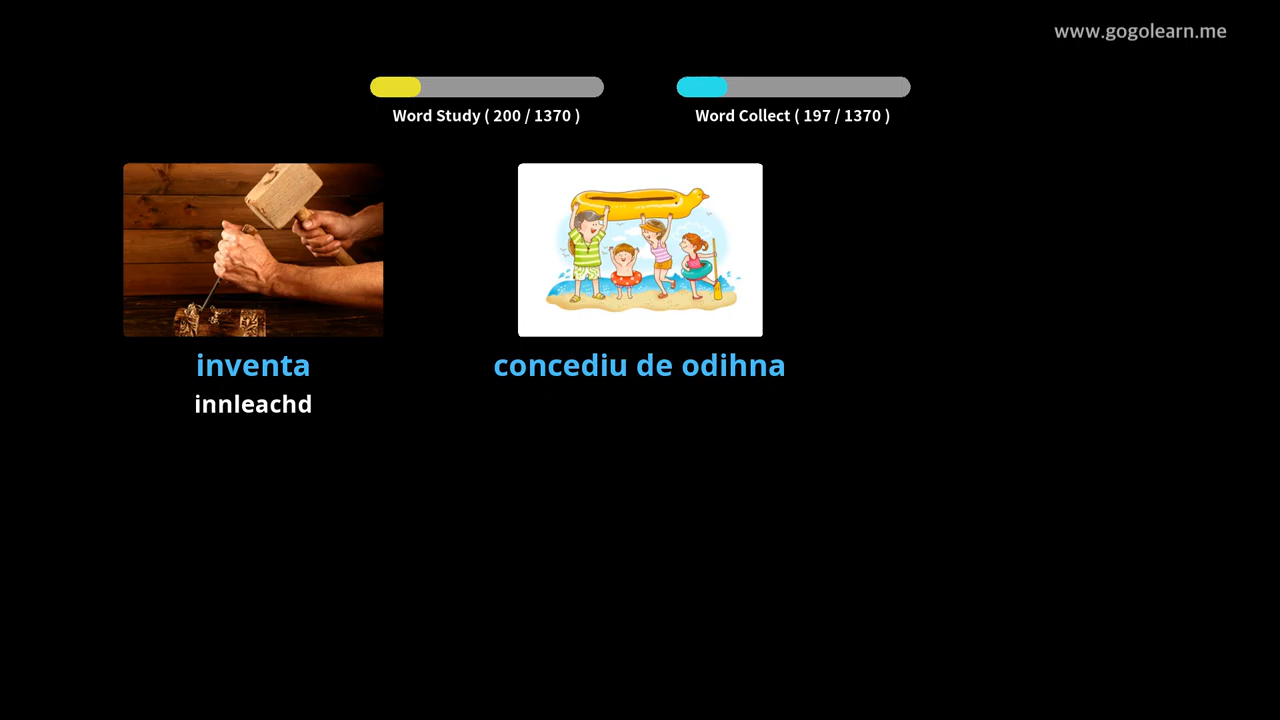 www.gogolearn.me
Word Study ( 200 / 1370 )
Word Collect ( 197 / 1370 )
inventa
innleachd
concediu de odihna